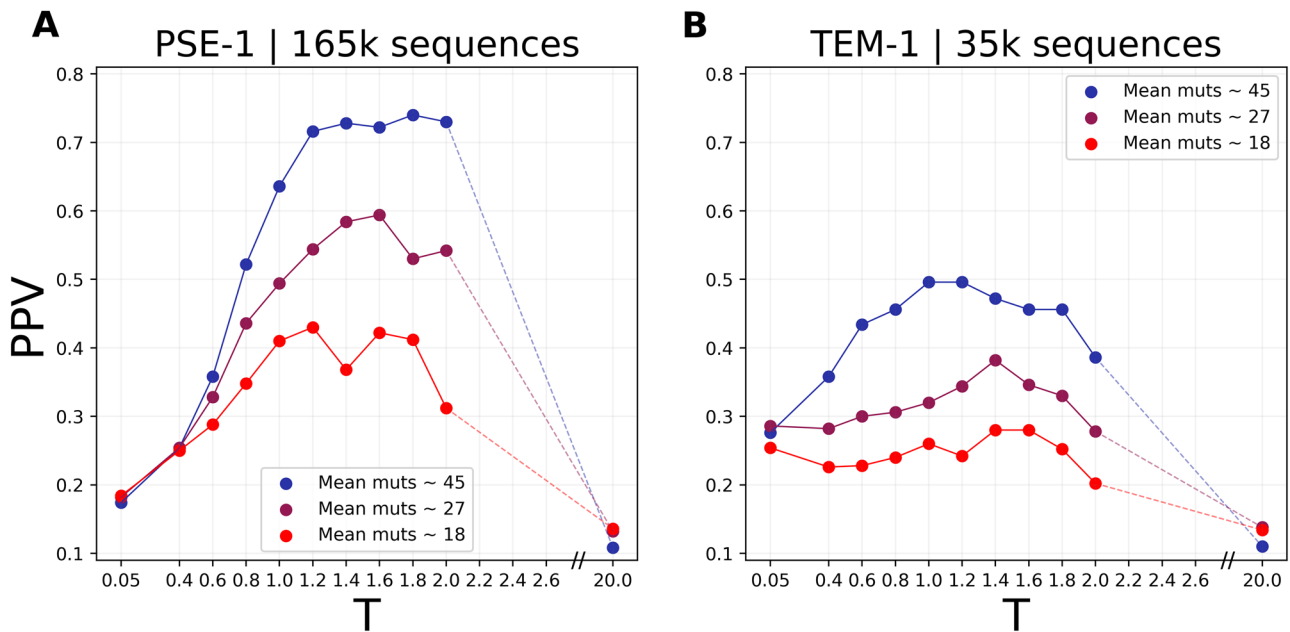 A
PSE-1 | 165k sequences
PPV
0.8
0.7
0.6
0.5
0.4
0.3
0.2
0.1
Mean muts ~ 45
Mean muts ~ 27
Mean muts ~ 18
0.05 0.4 0.6 0.8 1.0 1.2 1.4 1.6 1.8 2.0 2.2 2.4 2.6 // 20.0
T
B
TEM-1 | 35k sequences
0.8
0.7
0.6
0.5
0.4
0.3
0.2
0.1
Mean muts ~ 45
Mean muts ~ 27
Mean muts ~ 18
0.05 0.4 0.6 0.8 1.0 1.2 1.4 1.6 1.8 2.0 2.2 2.4 2.6 // 20.0
T